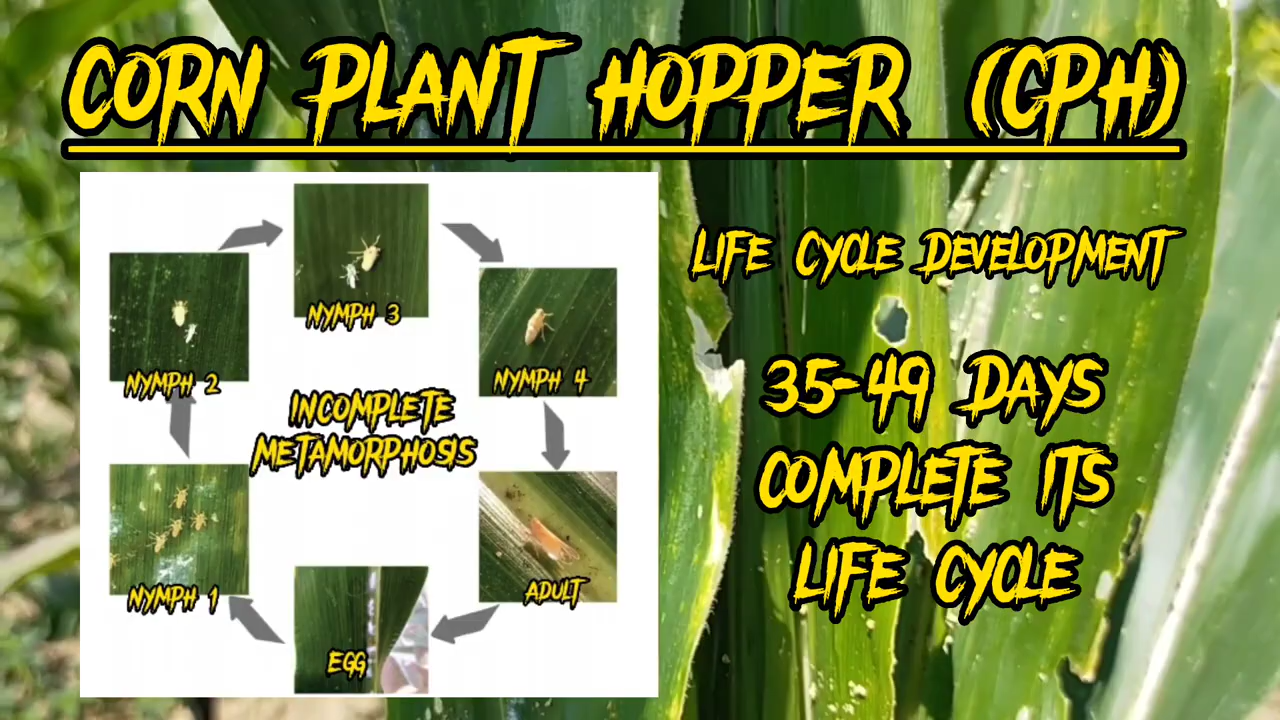 CORN PLANT HOPPER (CPH)
LIFE CYCLE DEVELOPMENT
35-49 DAYS
COMPLETE ITS
LIFE CYCLE
NYMPH 3
NYMPH 2
NYMPH 4
INCOMPLETE
METAMORPHOSIS
NYMPH 1
ADULT
EGG